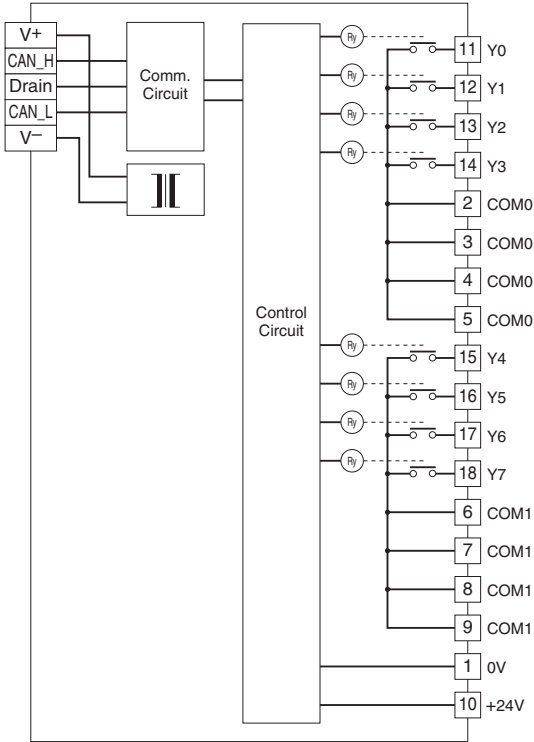 V+
CAN_H
Drain
CAN_L
V–
Comm.
Circuit
Control
Circuit
Ry
11 Y0
Ry
12 Y1
Ry
13 Y2
Ry
14 Y3
2 COM0
3 COM0
4 COM0
5 COM0
Ry
15 Y4
Ry
16 Y5
Ry
17 Y6
Ry
18 Y7
6 COM1
7 COM1
8 COM1
9 COM1
1 0V
10 +24V